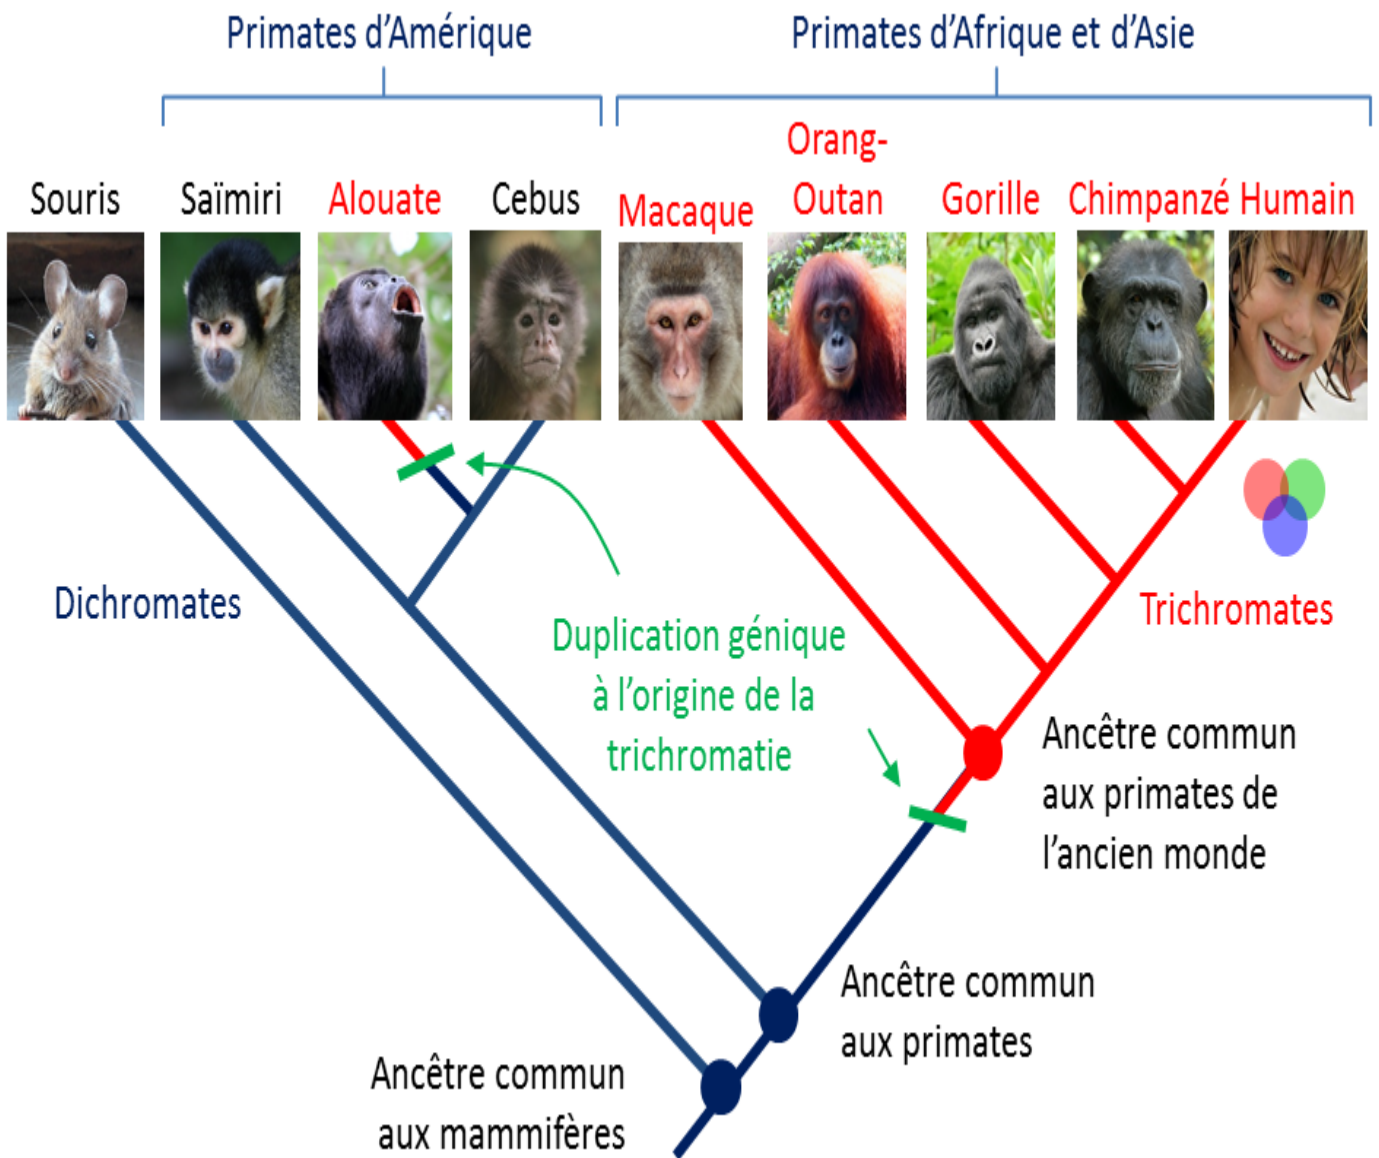 Primates d’Amérique
Primates d’Afrique et d’Asie
Souris
Saïmiri
Alouate
Cebus
Macaque
Orang-
Outan
Gorille
Chimpanzé
Humain
Dichromates
Duplication génique
à l’origine de la
trichromatie
Trichromates
Ancêtre commun
aux primates de
l’ancien monde
Ancêtre commun
aux primates
Ancêtre commun
aux mammifères